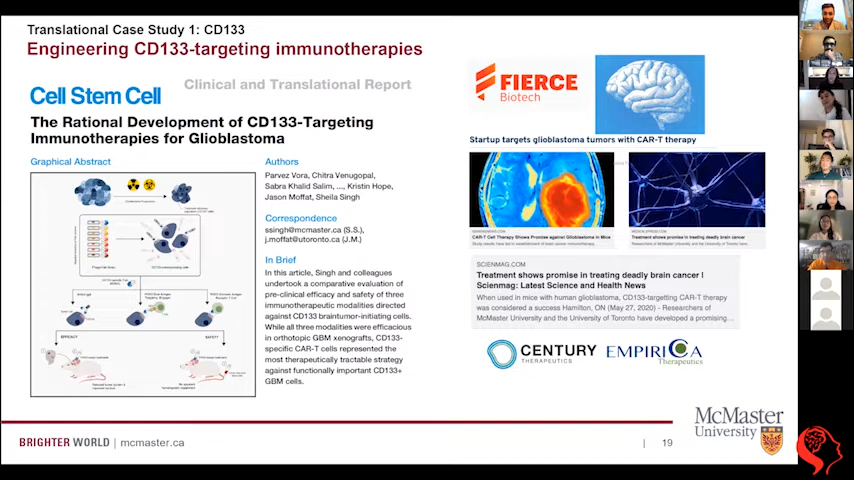 Translational Case Study 1: CD133
Engineering CD133-targeting immunotherapies
Clinical and Translational Report
Cell Stem Cell
The Rational Development of CD133-Targeting
Immunotherapies for Glioblastoma
Graphical Abstract
EFFICACY
SAFETY
Authors
Parvez Vora, Chitra Venugopal,
Sabra Khalid Salim, ..., Kristin Hope,
Jason Moffat, Sheila Singh
Correspondence
ssingh@mcmaster.ca (S.S.),
j.moffat@utoronto.ca (J.M.)
In Brief
In this article, Singh and colleagues
undertook a comparative evaluation of
pre-clinical efficacy and safety of three
immunotherapeutic modalities directed
against CD133 braintumor-initiating cells.
While all three modalities were efficacious
in orthotopic GBM xenografts, CD133-
specific CAR-T cells represented the
most therapeutically tractable strategy
against functionally important CD133+
GBM cells.
FIERCE
Biotech
Startup targets glioblastoma tumors with CAR-T therapy
CAR-T Cell Therapy Shows Promise against Glioblastoma in Mice
Treatment shows promise in treating deadly brain cancer
SCIENMAG.COM
Treatment shows promise in treating deadly brain cancer |
Scienmag: Latest Science and Health News
When used in mice with human glioblastoma, CD133-targetting CAR-T therapy
was considered a success Hamilton, ON (May 27, 2020) - Researchers of
McMaster University and the University of Toronto have developed a promising...
CENTURY
THERAPEUTICS
EMPIRICA
Therapeutics
BRIGHTER WORLD | mcmaster.ca
| 19
McMaster
University